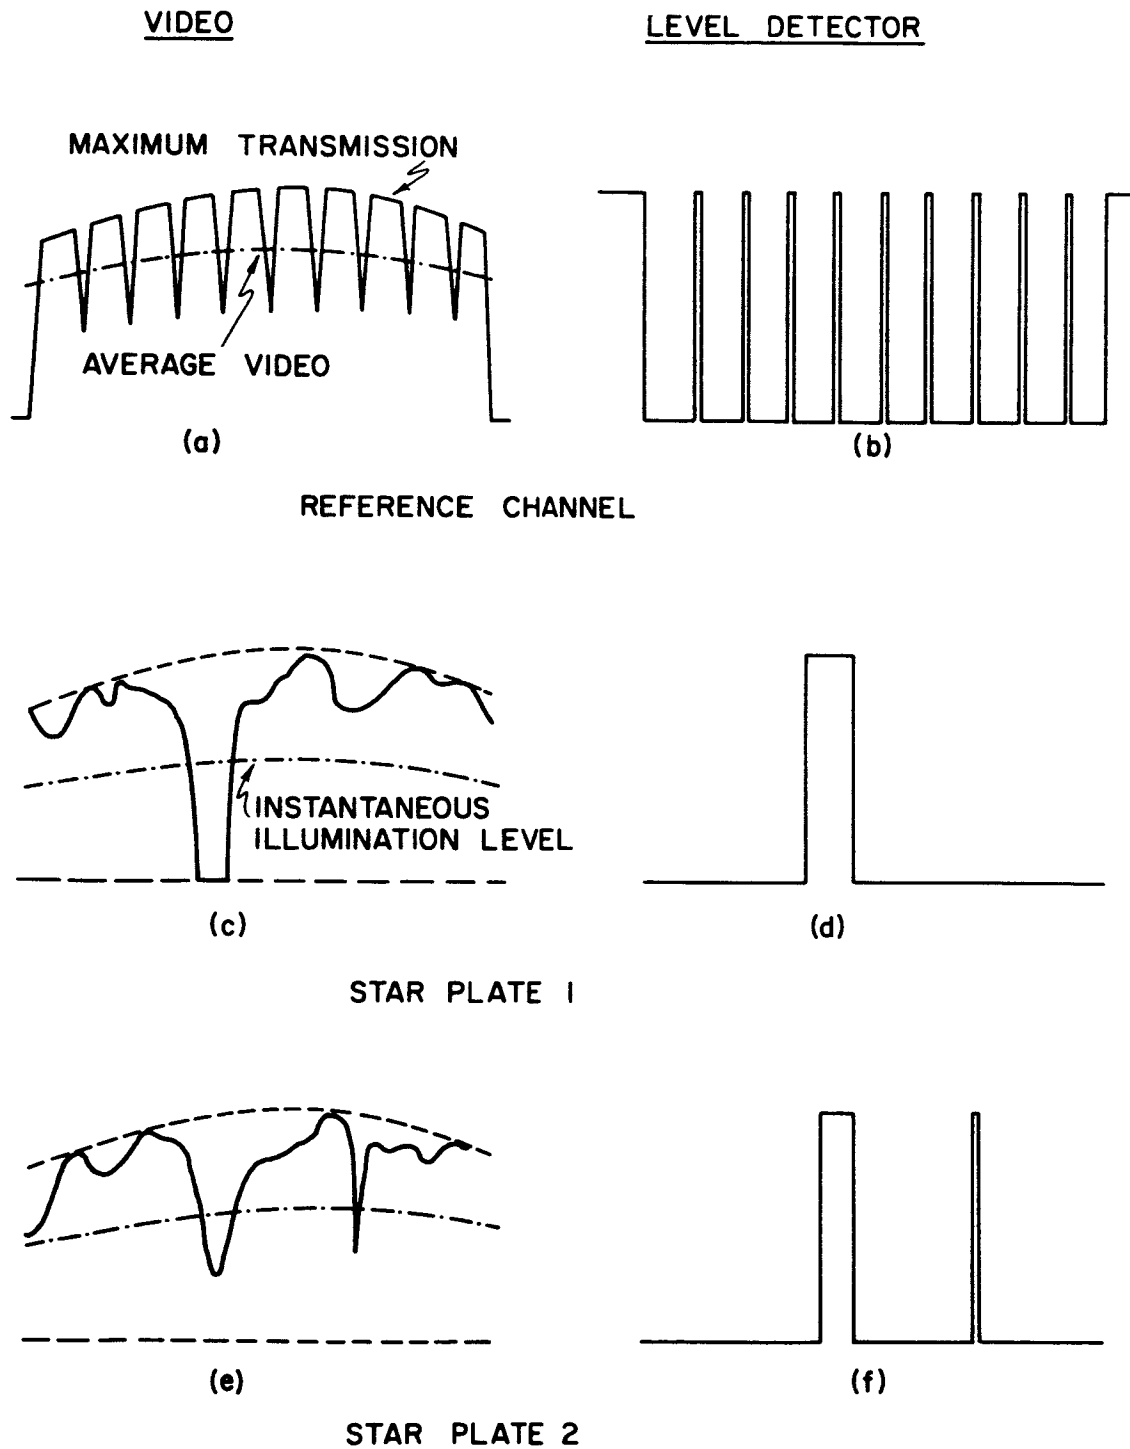 VIDEO
LEVEL DETECTOR
MAXIMUM TRANSMISSION
AVERAGE VIDEO
(a)
(b)
REFERENCE CHANNEL
INSTANTANEOUS
ILLUMINATION LEVEL
(c)
(d)
STAR PLATE 1
(e)
(f)
STAR PLATE 2